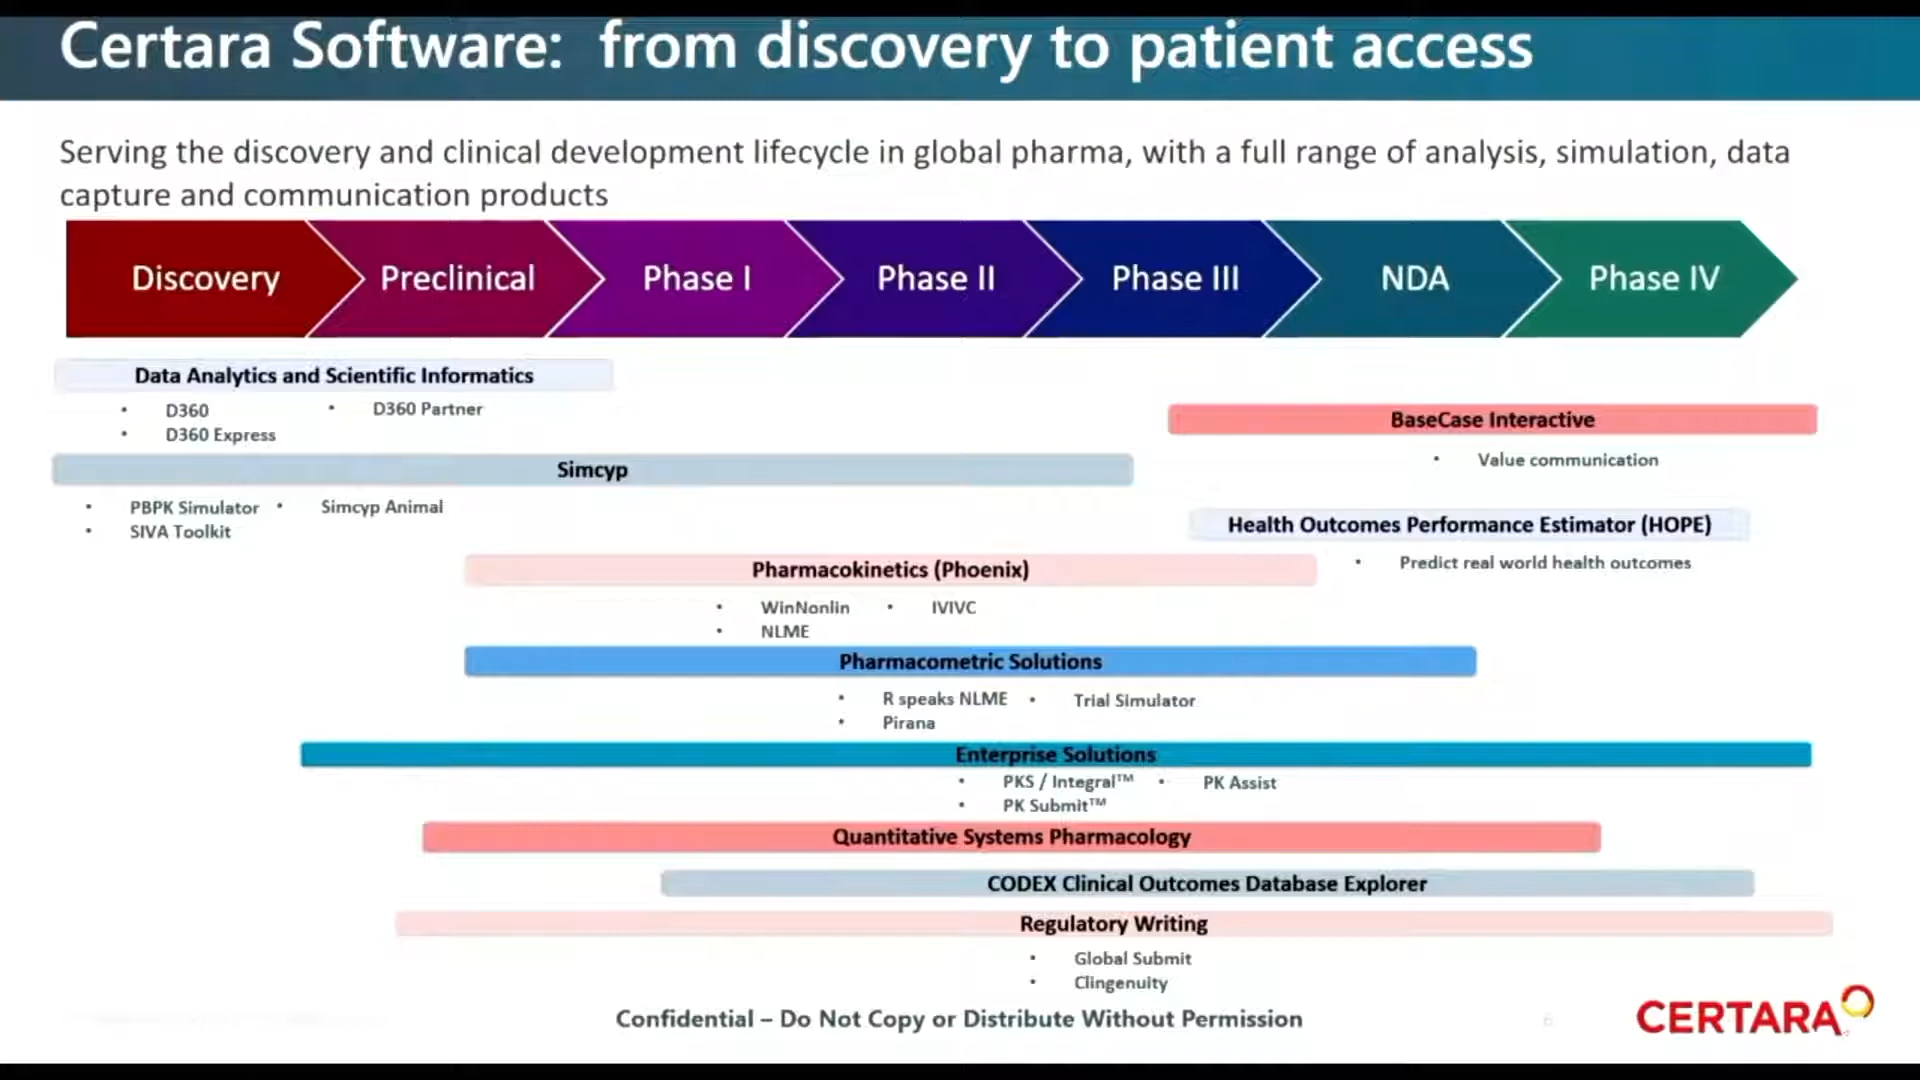 Certara Software: from discovery to patient access
Serving the discovery and clinical development lifecycle in global pharma, with a full range of analysis, simulation, data
capture and communication products
Discovery
Preclinical
Phase I
Phase II
Phase III
NDA
Phase IV
Data Analytics and Scientific Informatics
• D360
• D360 Partner
• D360 Express
BaseCase Interactive
• Value communication
Simcyp
• PBPK Simulator
• Simcyp Animal
• SIVA Toolkit
Health Outcomes Performance Estimator (HOPE)
• Predict real world health outcomes
Pharmacokinetics (Phoenix)
• WinNonlin
• IVIVC
• NLME
Pharmacometric Solutions
• R speaks NLME
• Trial Simulator
• Pirana
Enterprise Solutions
• PKS / Integral™
• PK Assist
• PK Submit™
Quantitative Systems Pharmacology
CODEX Clinical Outcomes Database Explorer
Regulatory Writing
• Global Submit
• Clingenuity
Confidential – Do Not Copy or Distribute Without Permission
CERTARA